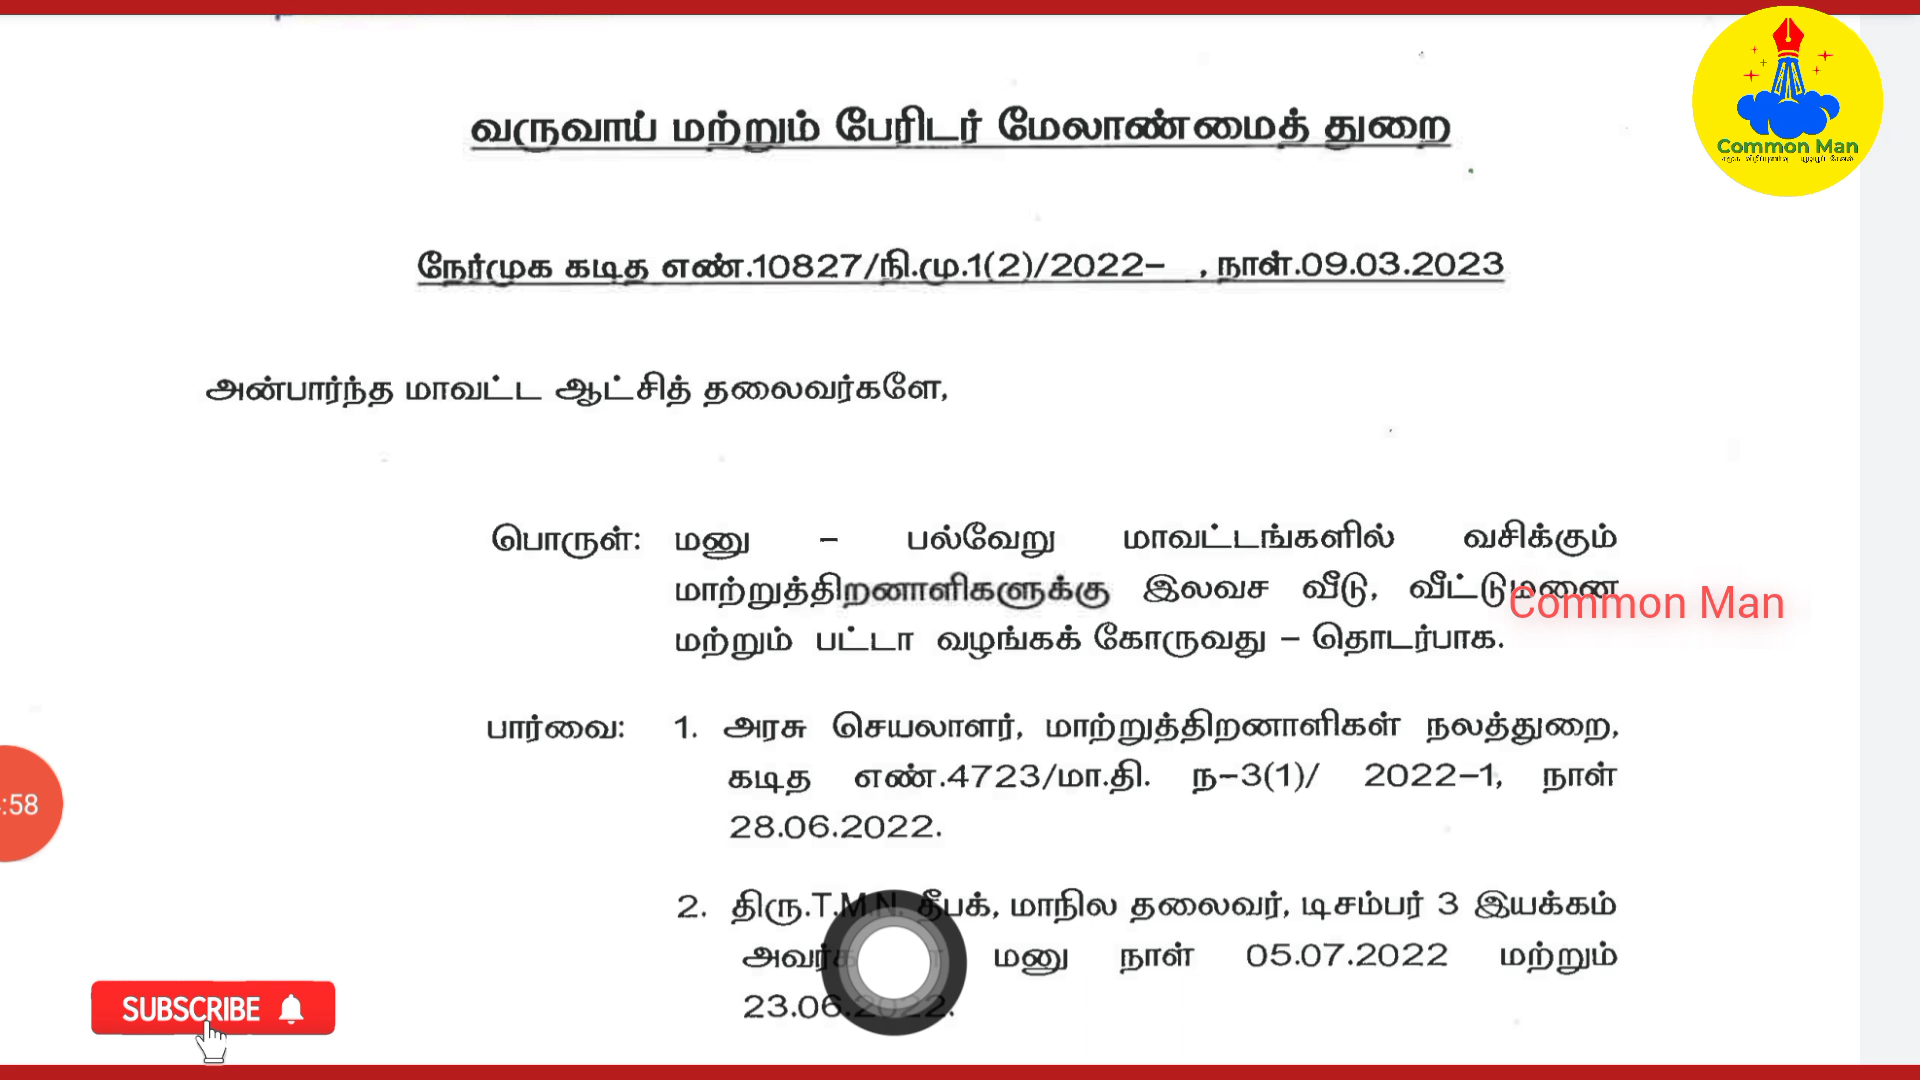 வருவாய் மற்றும் பேரிடர் மேலாண்மைத் துறை
Common Man
நேர்முக கடித எண்.10827/நி.மு.1(2)/2022- , நாள்.09.03.2023
அன்பார்ந்த மாவட்ட ஆட்சித் தலைவர்களே,
பொருள்: மனு – பல்வேறு மாவட்டங்களில் வசிக்கும்
மாற்றுத்திறனாளிகளுக்கு இலவச வீடு, வீட்டுமனை
Common Man
மற்றும் பட்டா வழங்கக் கோருவது – தொடர்பாக.
பார்வை: 1. அரசு செயலாளர், மாற்றுத்திறனாளிகள் நலத்துறை,
கடித எண்.4723/மா.தி. ந-3(1)/ 2022-1, நாள்
:58
28.06.2022.
2. திரு.T.M.N. தீபக், மாநில தலைவர், டிசம்பர் 3 இயக்கம்
மனு நாள் 05.07.2022 மற்றும்
23.06.2022.
SUBSCRIBE